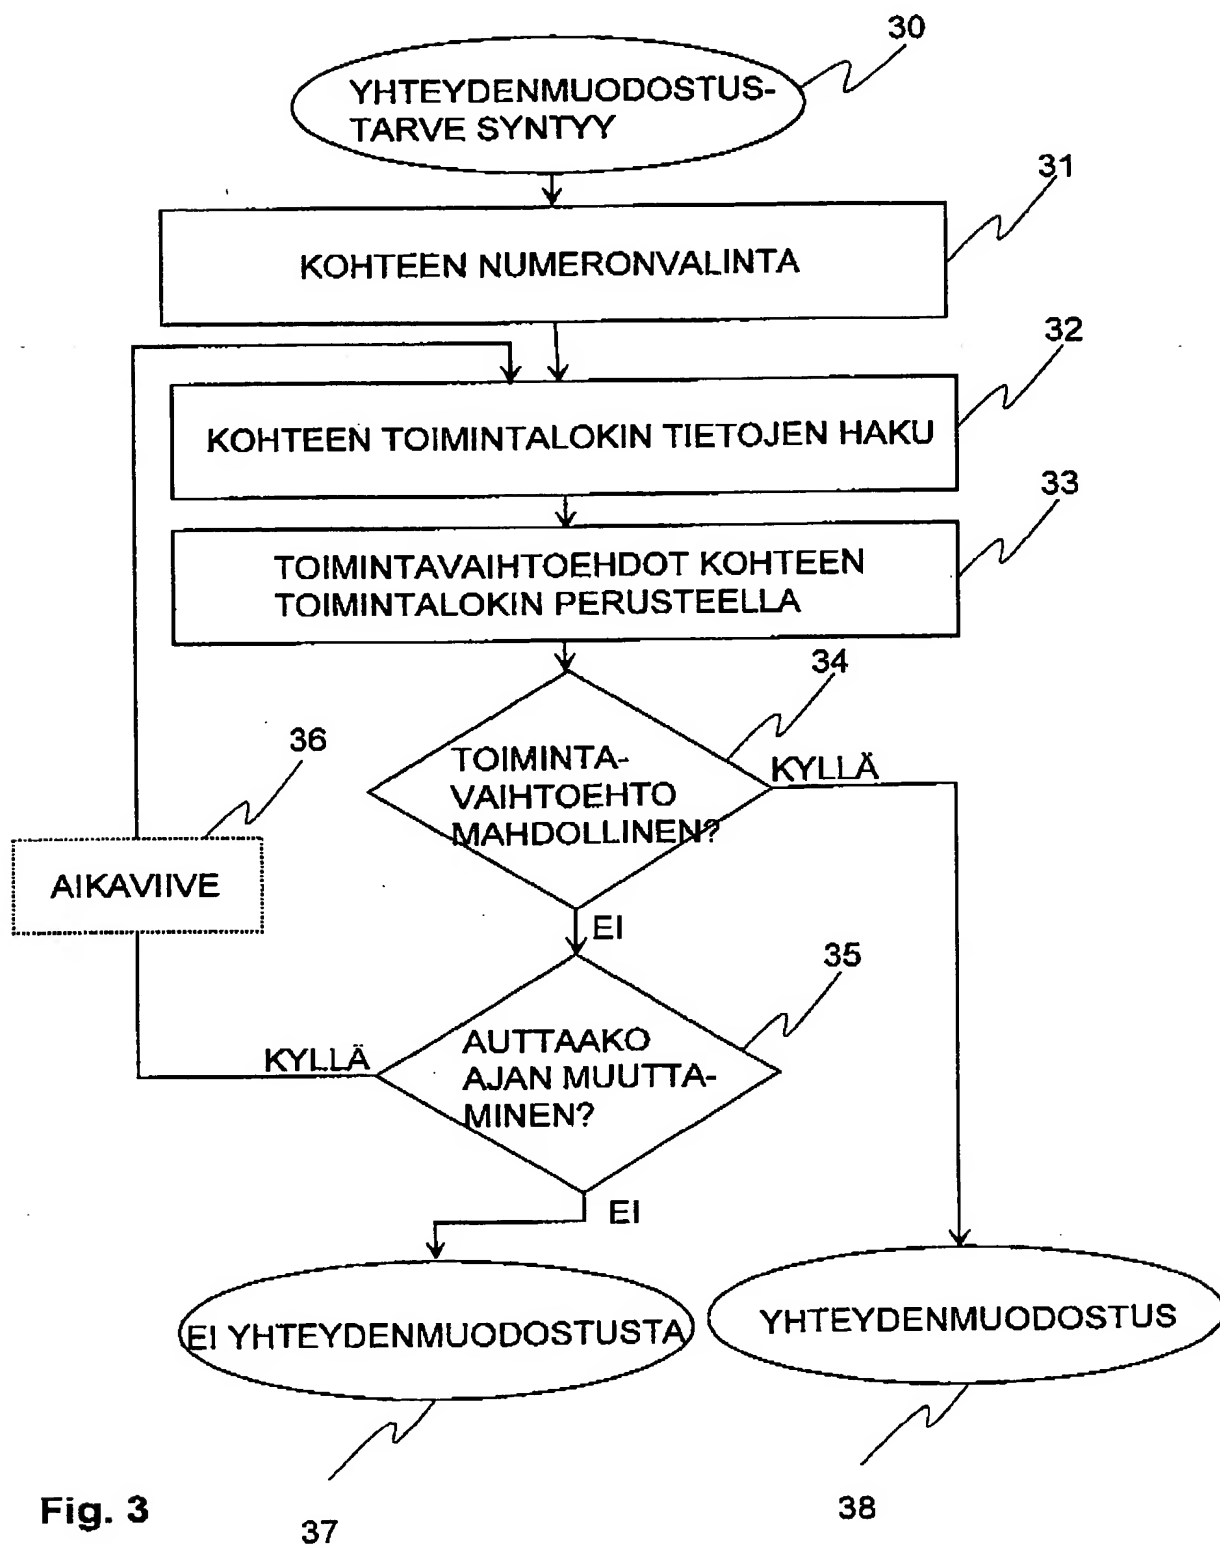 30
YHTEYDENMUODOSTUS-
TARVE SYNTYY
31
KOHTEEN NUMERONVALINTA
32
KOHTEEN TOIMINTALOKIN TIETOJEN HAKU
33
TOIMINTAVAIHTOEHDOT KOHTEEN
TOIMINTALOKIN PERUSTEELLA
34
TOIMINTA-
VAIHTOEHTO
MAHDOLLINEN?
KYLLÄ
36
AIKAVIIVE
EI
35
AUTTAAKO
AJAN MUUTTA-
MINEN?
KYLLÄ
EI
EI YHTEYDENMUODOSTUSTA
YHTEYDENMUODOSTUS
37
38
Fig. 3